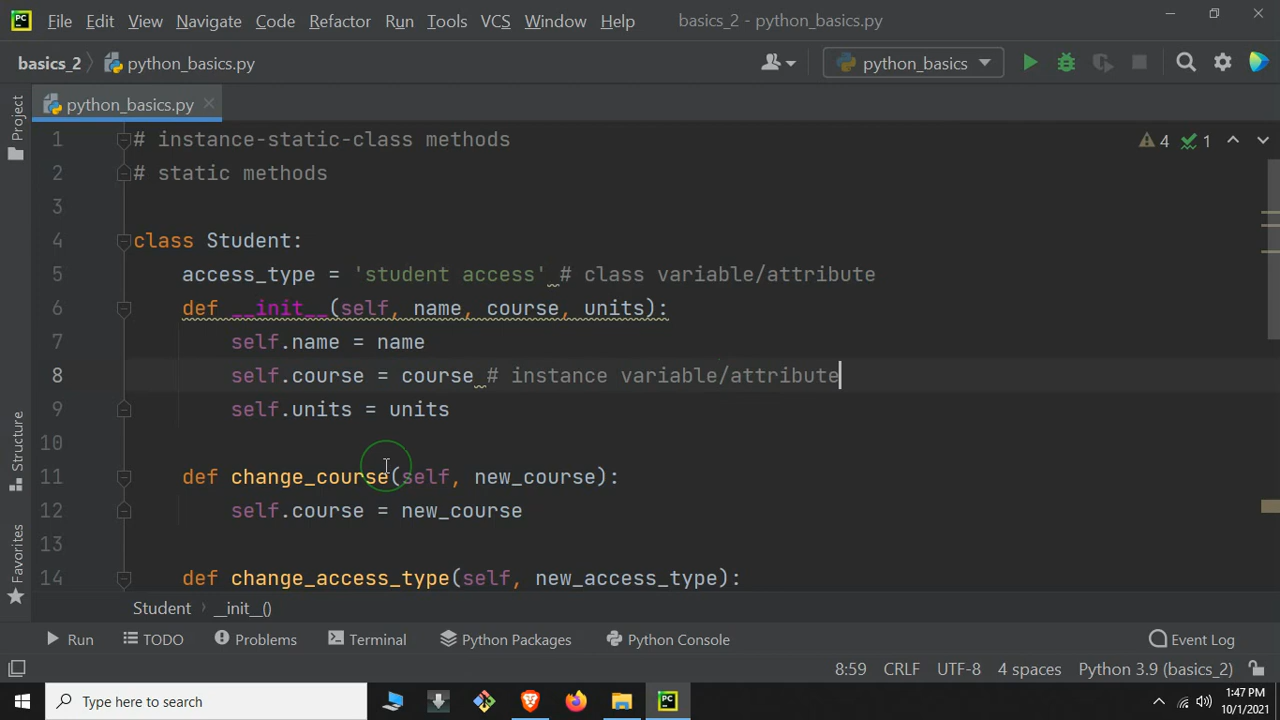 PC File Edit View Navigate Code Refactor Run Tools VCS Window Help basics_2 - python_basics.py
basics_2 python_basics.py python_basics
python_basics.py
Project
Structure
Favorites
1 # instance-static-class methods 4 1
2 # static methods
3
4 class Student:
5 access_type = 'student access' # class variable/attribute
6 def __init__(self, name, course, units):
7 self.name = name
8 self.course = course # instance variable/attribute
9 self.units = units
10
11 def change_course(self, new_course):
12 self.course = new_course
13
14 def change_access_type(self, new_access_type):
Student __init__()
Run TODO Problems Terminal Python Packages Python Console Event Log
8:59 CRLF UTF-8 4 spaces Python 3.9 (basics_2)
Type here to search PC
:47 PM
10/1/2021